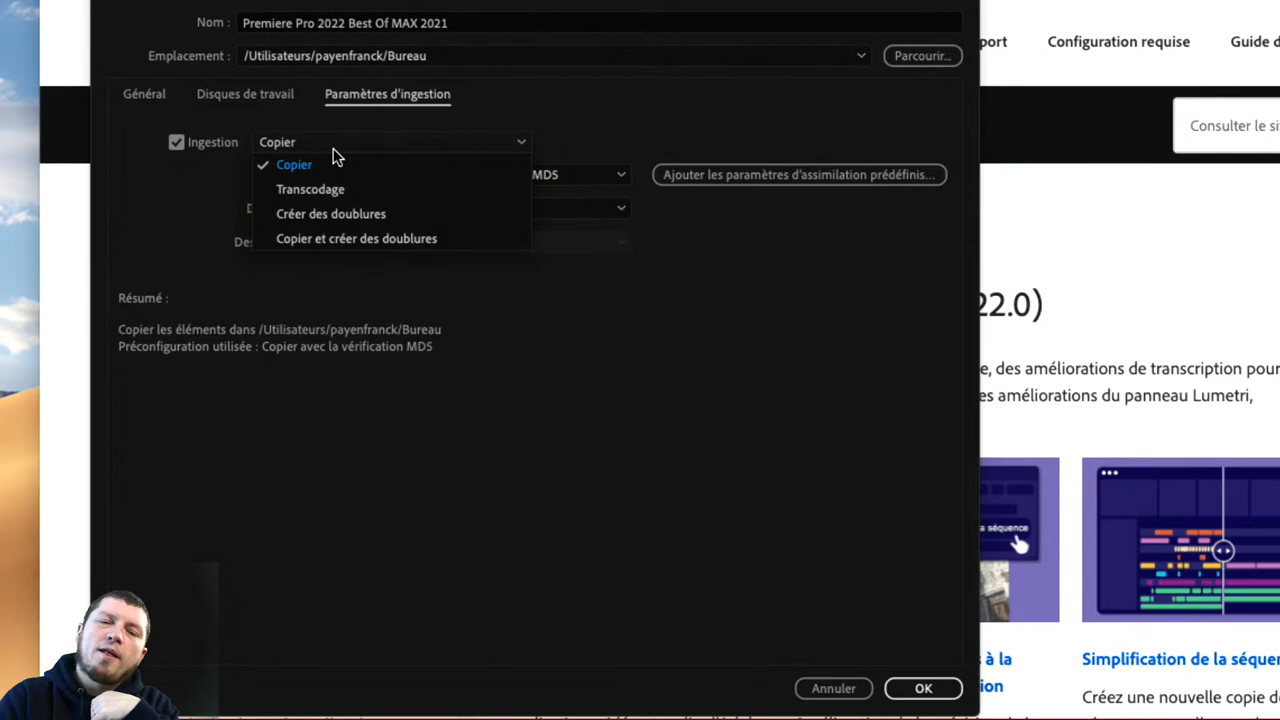 Nom : Premiere Pro 2022 Best Of MAX 2021
Emplacement : /Utilisateurs/payenfranck/Bureau Parcourir...
port Configuration requise Guide d
Général Disques de travail Paramètres d'ingestion
Consulter le si
Ingestion Copier
Copier
MD5 Ajouter les paramètres d'assimilation prédéfinis...
Transcodage
Créer des doublures
D
Copier et créer des doublures
Des
Résumé :
Copier les éléments dans /Utilisateurs/payenfranck/Bureau
Préconfiguration utilisée : Copier avec la vérification MD5
22.0)
e, des améliorations de transcription pour
es améliorations du panneau Lumetri,
a séquence
à la
ion
Simplification de la séque
Créez une nouvelle copie d
Annuler OK